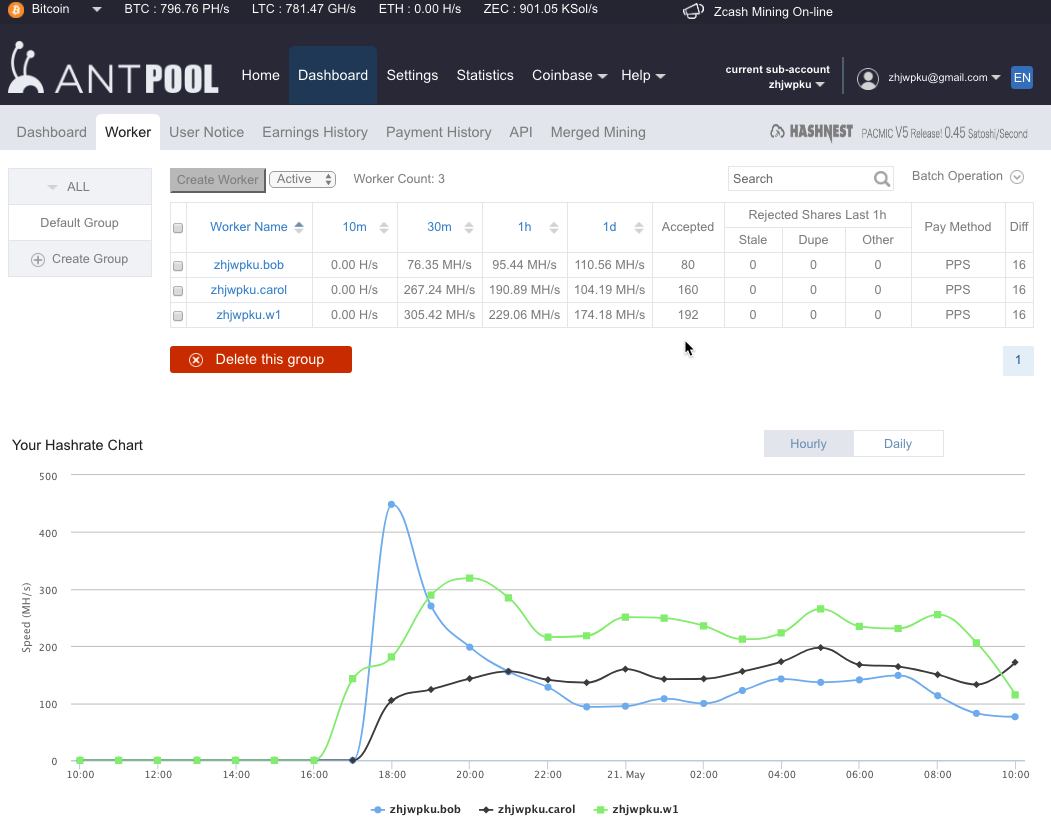 Bitcoin BTC : 796.76 PH/s LTC : 781.47 GH/s ETH : 0.00 H/s ZEC : 901.05 KSol/s Zcash Mining On-line
ANTPOOL Home Dashboard Settings Statistics Coinbase Help current sub-account zhjwpku zhjwpku@gmail.com EN
Dashboard Worker User Notice Earnings History Payment History API Merged Mining HASHNEST PACMIC V5 Release! 0.45 Satoshi/Second
ALL
Default Group
Create Group
Create Worker Active Worker Count: 3 Search Batch Operation
Worker Name 10m 30m 1h 1d Accepted Rejected Shares Last 1h Pay Method Diff
Stale Dupe Other
zhjwpku.bob 0.00 H/s 76.35 MH/s 95.44 MH/s 110.56 MH/s 80 0 0 0 PPS 16
zhjwpku.carol 0.00 H/s 267.24 MH/s 190.89 MH/s 104.19 MH/s 160 0 0 0 PPS 16
zhjwpku.w1 0.00 H/s 305.42 MH/s 229.06 MH/s 174.18 MH/s 192 0 0 0 PPS 16
Delete this group 1
Your Hashrate Chart Hourly Daily
500
400
300
200
100
0
Speed (MH/s)
10:00 12:00 14:00 16:00 18:00 20:00 22:00 21. May 02:00 04:00 06:00 08:00 10:00
zhjwpku.bob zhjwpku.carol zhjwpku.w1